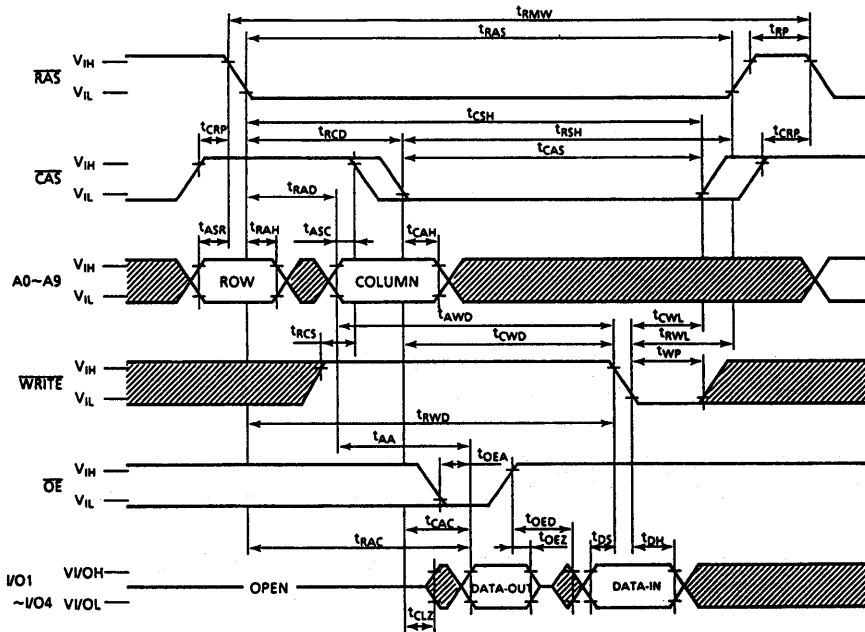 tRMW
tRAS
tRP
RAS
VIH
VIL
tCSH
tCRP
tRCD
tRSH
tCRP
tCAS
CAS
VIH
VIL
tRAD
tASR
tRAH
tASC
tCAH
A0~A9
VIH
VIL
ROW
COLUMN
tAWD
tCWL
tRCS
tCWD
tRWL
tWP
WRITE
VIH
VIL
tRWD
tAA
tOEA
OE
VIH
VIL
tCAC
tOED
tRAC
tOEZ
tDS
tDH
I/O1
~I/O4
VI/OH
VI/OL
OPEN
DATA-OUT
DATA-IN
tCLZ